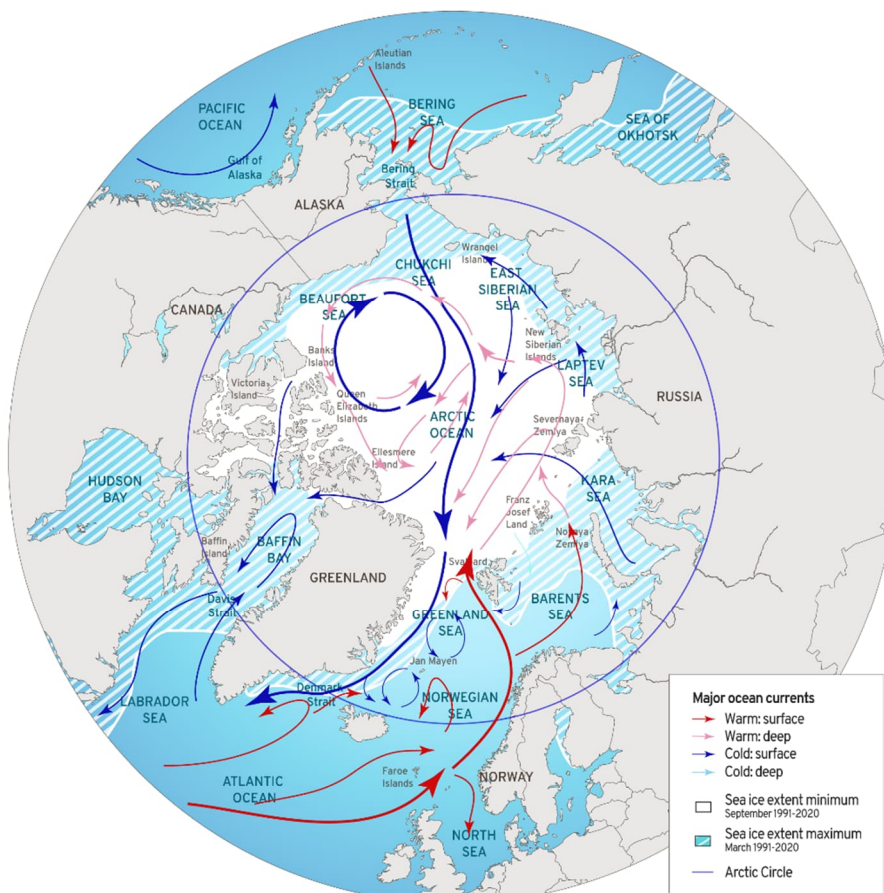 Aleutian
Islands
PACIFIC
OCEAN
BERING
SEA
SEA OF
OKHOTSK
Gulf of
Alaska
Bering
Strait
ALASKA
Wrangel
Island
CHUKCHI
SEA
EAST
SIBERIAN
SEA
BEAUFORT
SEA
CANADA
New
Siberian
Islands
Banks
Island
LAPTEV
SEA
Victoria
Island
Queen
Elizabeth
Islands
RUSSIA
ARCTIC
OCEAN
Severnaya
Zemlya
Ellesmere
Island
HUDSON
BAY
KARA
SEA
Franz
Josef
Land
Novaya
Zemlya
Baffin
Island
BAFFIN
BAY
GREENLAND
Svalbard
BARENTS
SEA
Davis
Strait
GREENLAND
SEA
Jan Mayen
Denmark
Strait
NORWEGIAN
SEA
LABRADOR
SEA
Faroe
Islands
NORWAY
ATLANTIC
OCEAN
NORTH
SEA
Major ocean currents
Warm: surface
Warm: deep
Cold: surface
Cold: deep
Sea ice extent minimum
September 1991-2020
Sea ice extent maximum
March 1991-2020
Arctic Circle